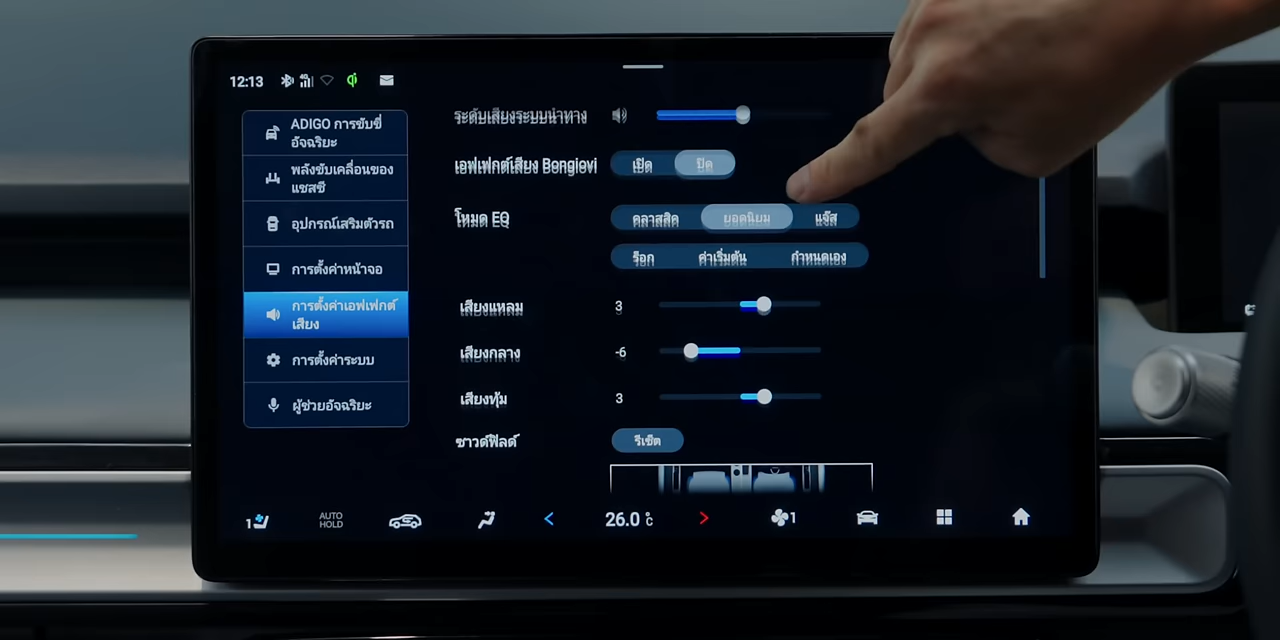 12:13
4G
ADIGO การขับขี่
อัจฉริยะ
พลังขับเคลื่อนของ
แชสซี
อุปกรณ์เสริมตัวรถ
การตั้งค่าหน้าจอ
การตั้งค่าเอฟเฟกต์
เสียง
การตั้งค่าระบบ
ผู้ช่วยอัจฉริยะ
ระดับเสียงระบบนำทาง
เอฟเฟกต์เสียง Bongiovi เปิด ปิด
โหมด EQ คลาสสิค ยอดนิยม แจ๊ส
ร็อก ค่าเริ่มต้น กำหนดเอง
เสียงแหลม 3
เสียงกลาง -6
เสียงทุ้ม 3
ซาวด์ฟิลด์ รีเซ็ต
1 AUTO HOLD < 26.0 °C > 1